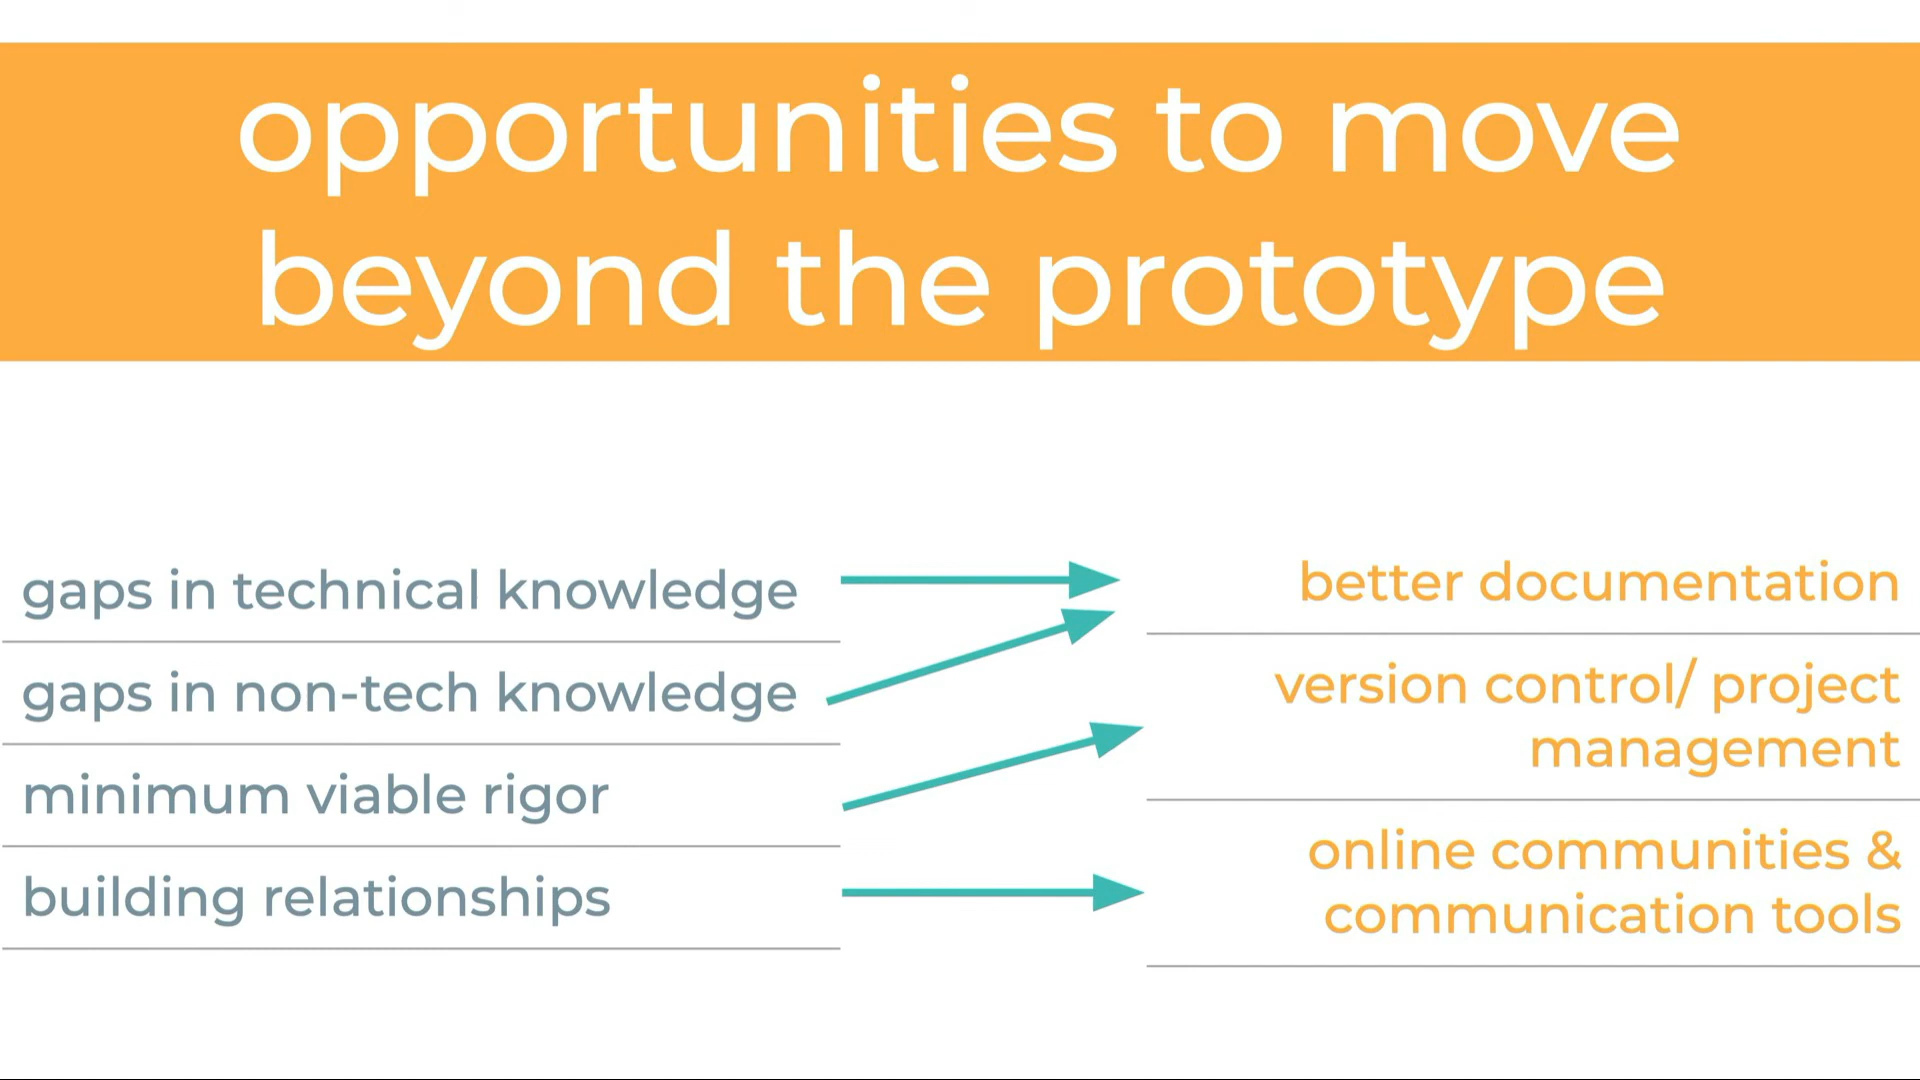 opportunities to move
beyond the prototype
gaps in technical knowledge
gaps in non-tech knowledge
minimum viable rigor
building relationships
better documentation
version control/ project
management
online communities &
communication tools